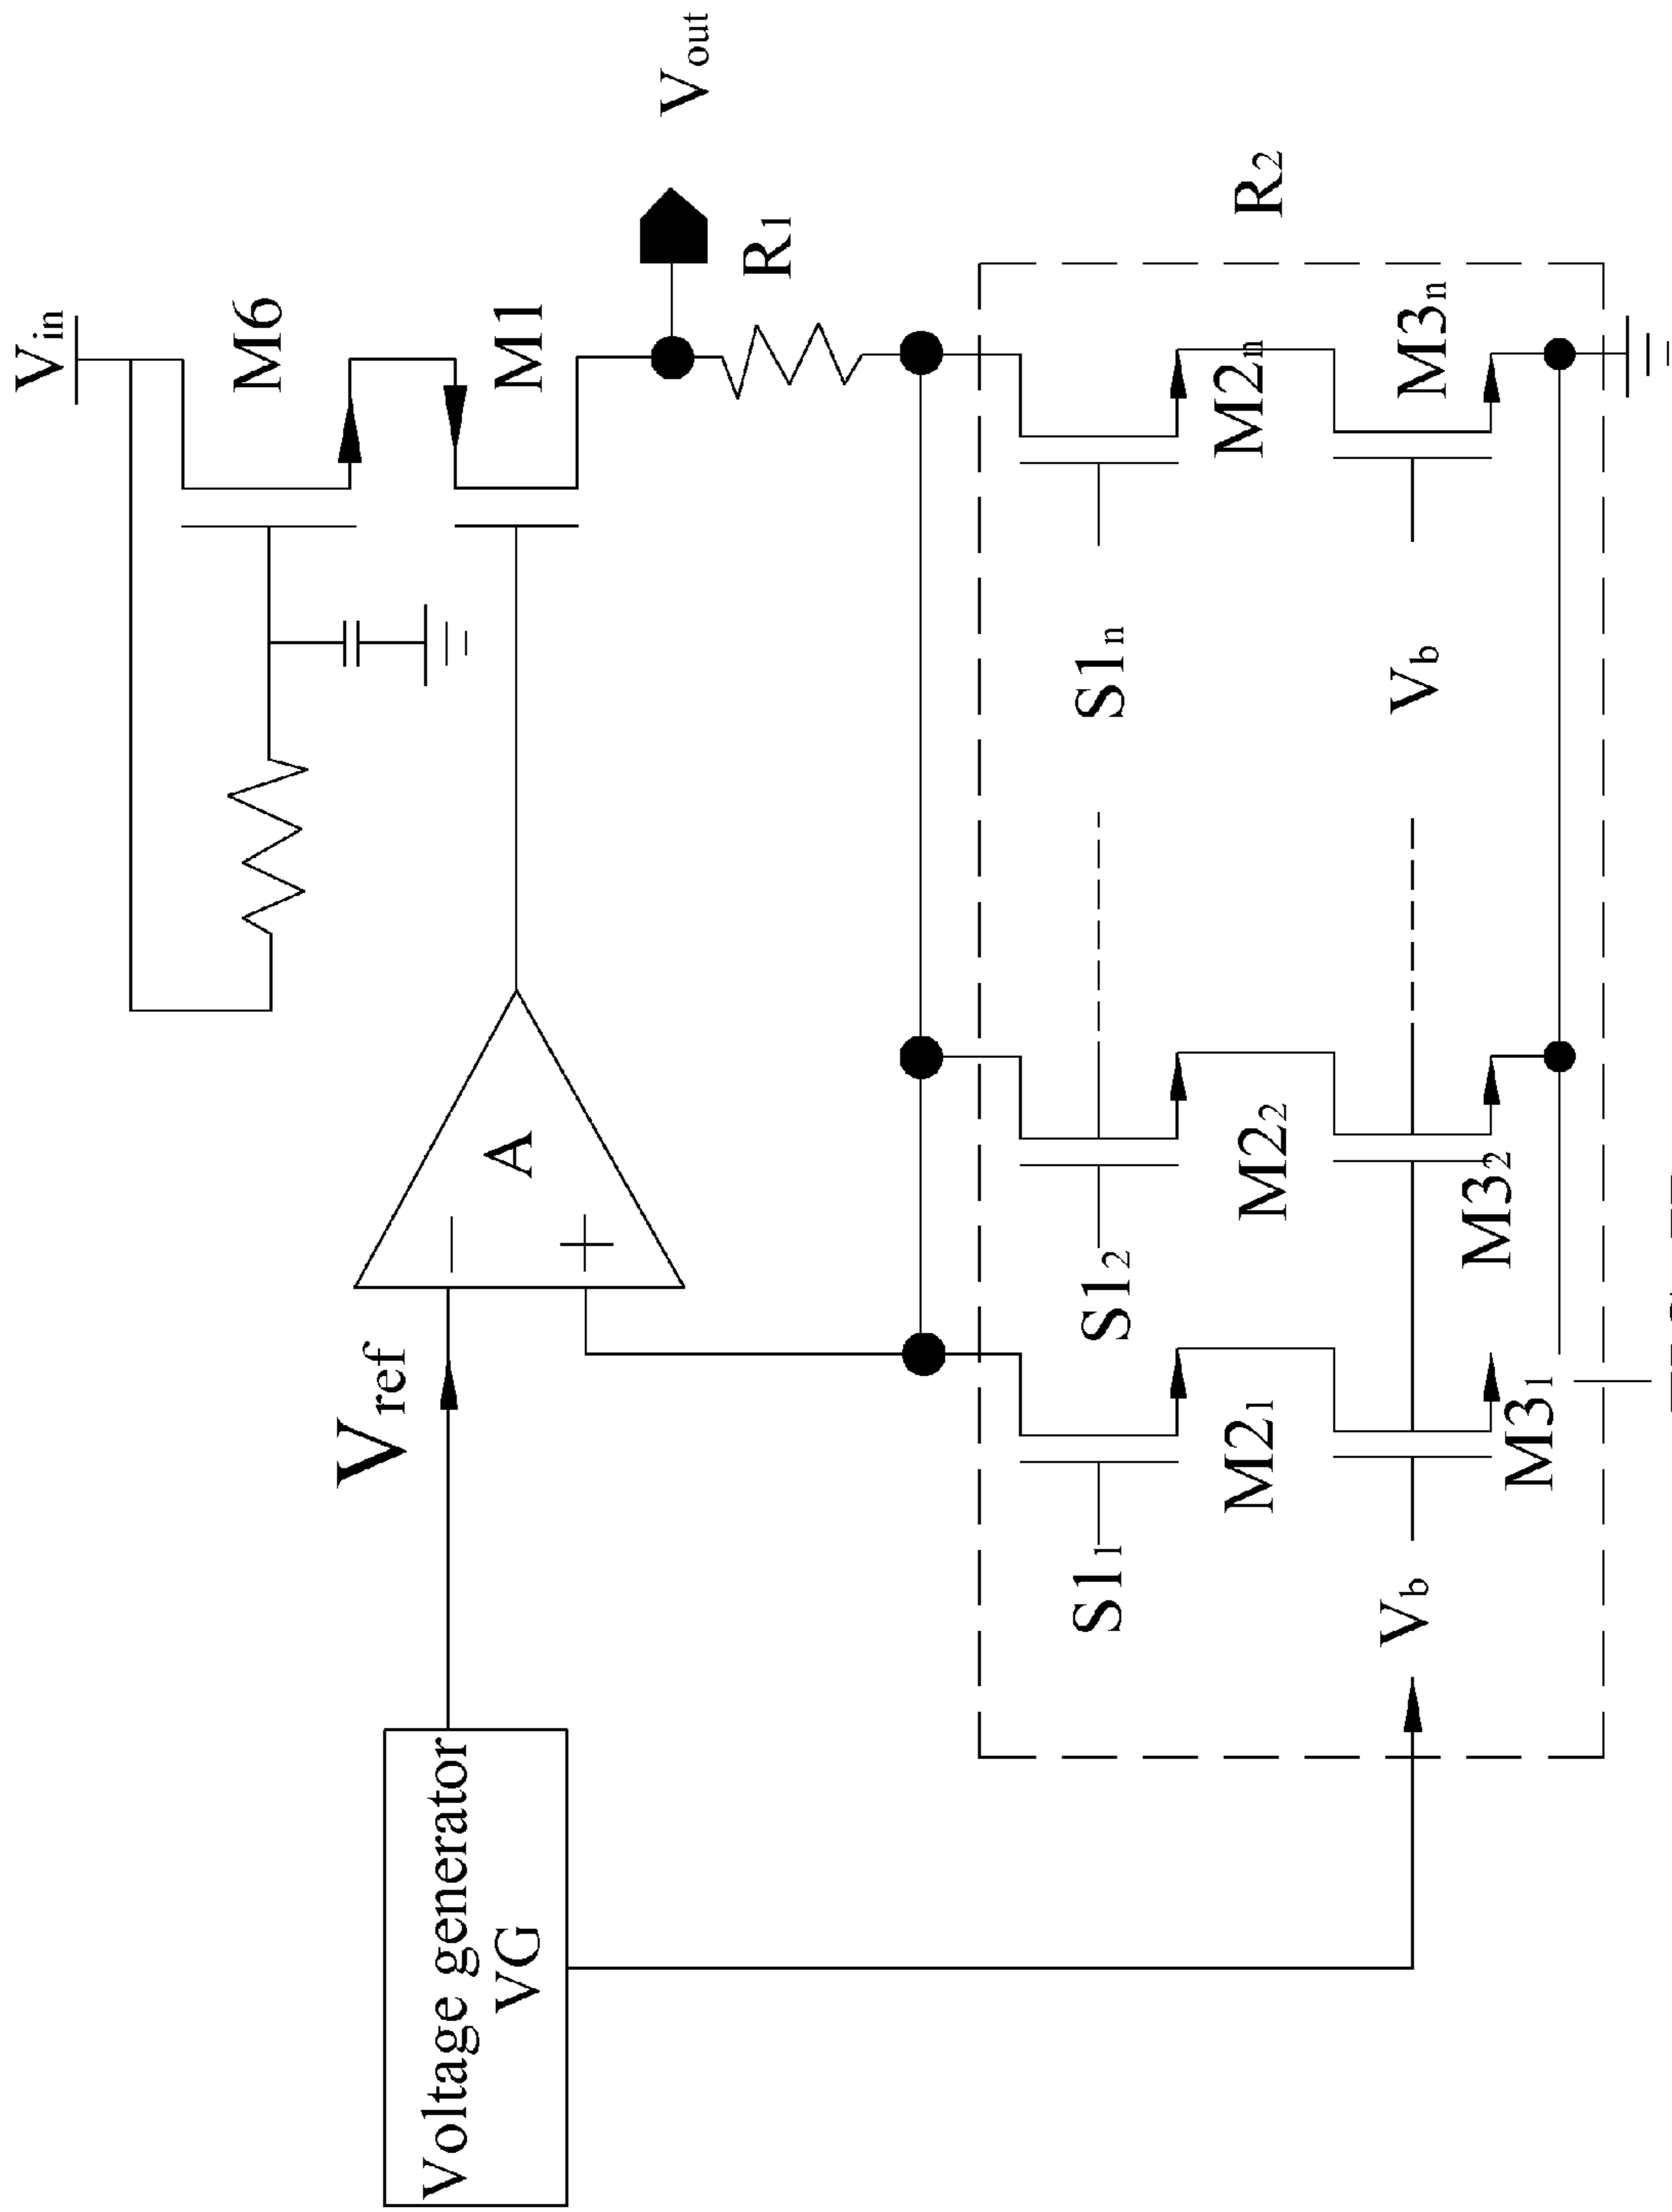 Vin
M6
M1
Vout
R1
A
− +
Vref
Voltage generator
VG
R2
S11
M21
S12
M22
S1n
M2n
Vb
M31
M32
Vb
M3n